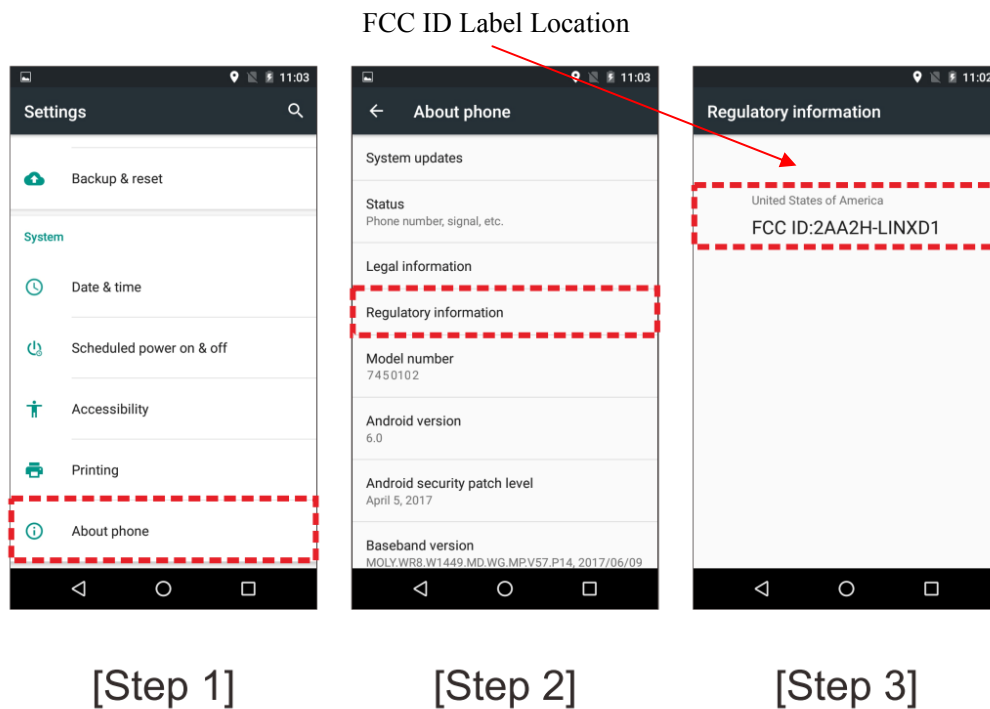 FCC ID Label Location
11:03
Settings
Backup & reset
System
Date & time
Scheduled power on & off
Accessibility
Printing
About phone
[Step 1]
11:03
About phone
System updates
Status
Phone number, signal, etc.
Legal information
Regulatory information
Model number
7450102
Android version
6.0
Android security patch level
April 5, 2017
Baseband version
MOLY.WR8.W1449.MD.WG.MP.V57.P14, 2017/06/09
[Step 2]
11:02
Regulatory information
United States of America
FCC ID:2AA2H-LINXD1
[Step 3]